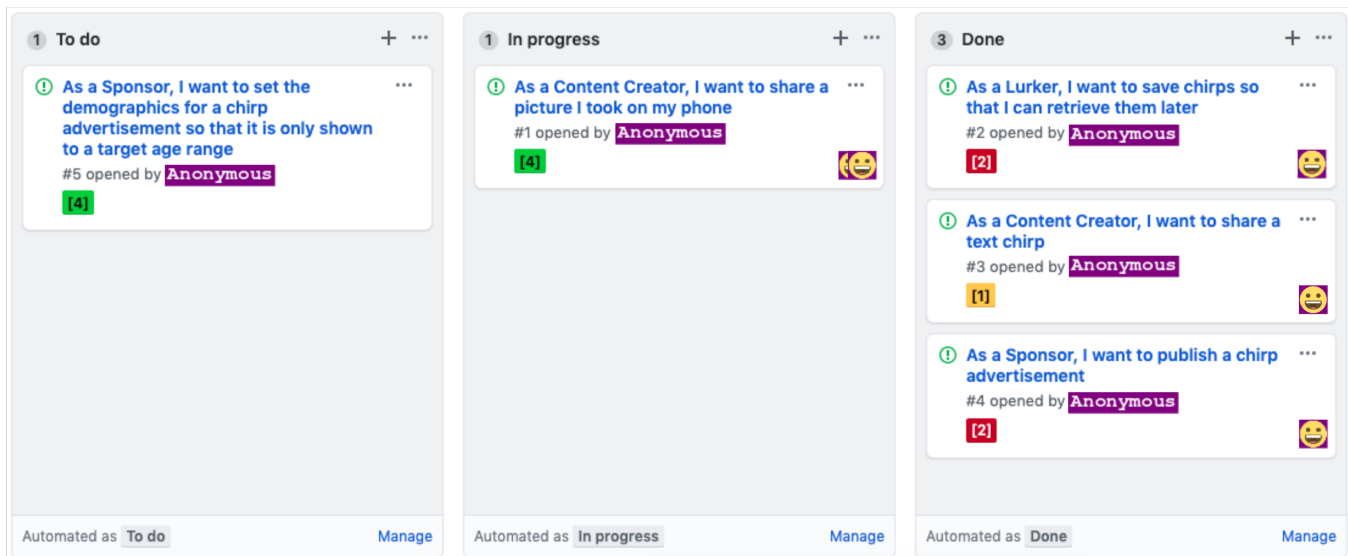 1 To do
As a Sponsor, I want to set the
demographics for a chirp
advertisement so that it is only shown
to a target age range
#5 opened by Anonymous
[4]
Automated as To do Manage
1 In progress
As a Content Creator, I want to share a
picture I took on my phone
#1 opened by Anonymous
[4]
Automated as In progress Manage
3 Done
As a Lurker, I want to save chirps so
that I can retrieve them later
#2 opened by Anonymous
[2]
As a Content Creator, I want to share a
text chirp
#3 opened by Anonymous
[1]
As a Sponsor, I want to publish a chirp
advertisement
#4 opened by Anonymous
[2]
Automated as Done Manage